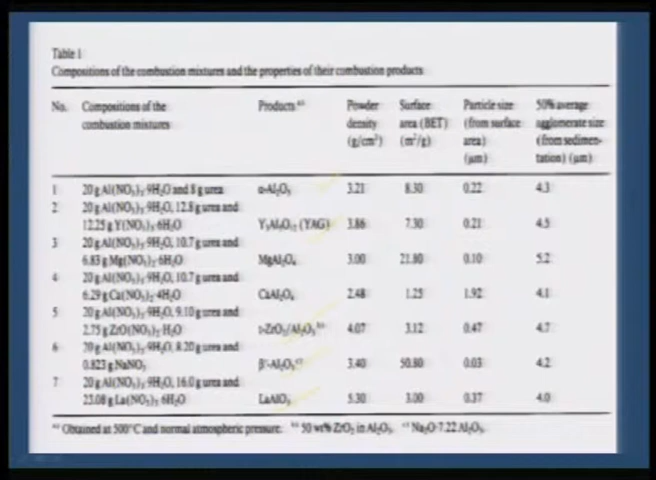 Table 1
Compositions of the combustion mixtures and the properties of their combustion products
No. Compositions of the Products a) Powder Surface Particle size 50% average
combustion mixtures density area (BET) (from surface agglomerate size
(g/cm³) (m²/g) area) (from sedimen-
(μm) tation) (μm)
1 20 g Al(NO₃)₃·9H₂O and 8 g urea α-Al₂O₃ 3.21 8.30 0.22 4.3
2 20 g Al(NO₃)₃·9H₂O, 12.8 g urea and
12.25 g Y(NO₃)₃·6H₂O Y₃Al₅O₁₂ (YAG) 3.86 7.30 0.21 4.5
3 20 g Al(NO₃)₃·9H₂O, 10.7 g urea and
6.83 g Mg(NO₃)₂·6H₂O MgAl₂O₄ 3.00 21.80 0.10 5.2
4 20 g Al(NO₃)₃·9H₂O, 10.7 g urea and
6.29 g Ca(NO₃)₂·4H₂O CaAl₂O₄ 2.48 1.25 1.92 4.1
5 20 g Al(NO₃)₃·9H₂O, 9.10 g urea and
2.75 g ZrO(NO₃)₂·H₂O t-ZrO₂/Al₂O₃ b) 4.07 3.12 0.47 4.7
6 20 g Al(NO₃)₃·9H₂O, 8.20 g urea and
0.823 g NaNO₃ β''-Al₂O₃ c) 3.40 50.80 0.03 4.2
7 20 g Al(NO₃)₃·9H₂O, 16.0 g urea and
23.08 g La(NO₃)₃·6H₂O LaAlO₃ 5.30 3.00 0.37 4.0
a) Obtained at 500°C and normal atmospheric pressure. b) 50 wt% ZrO₂ in Al₂O₃. c) Na₂O·7.22 Al₂O₃.